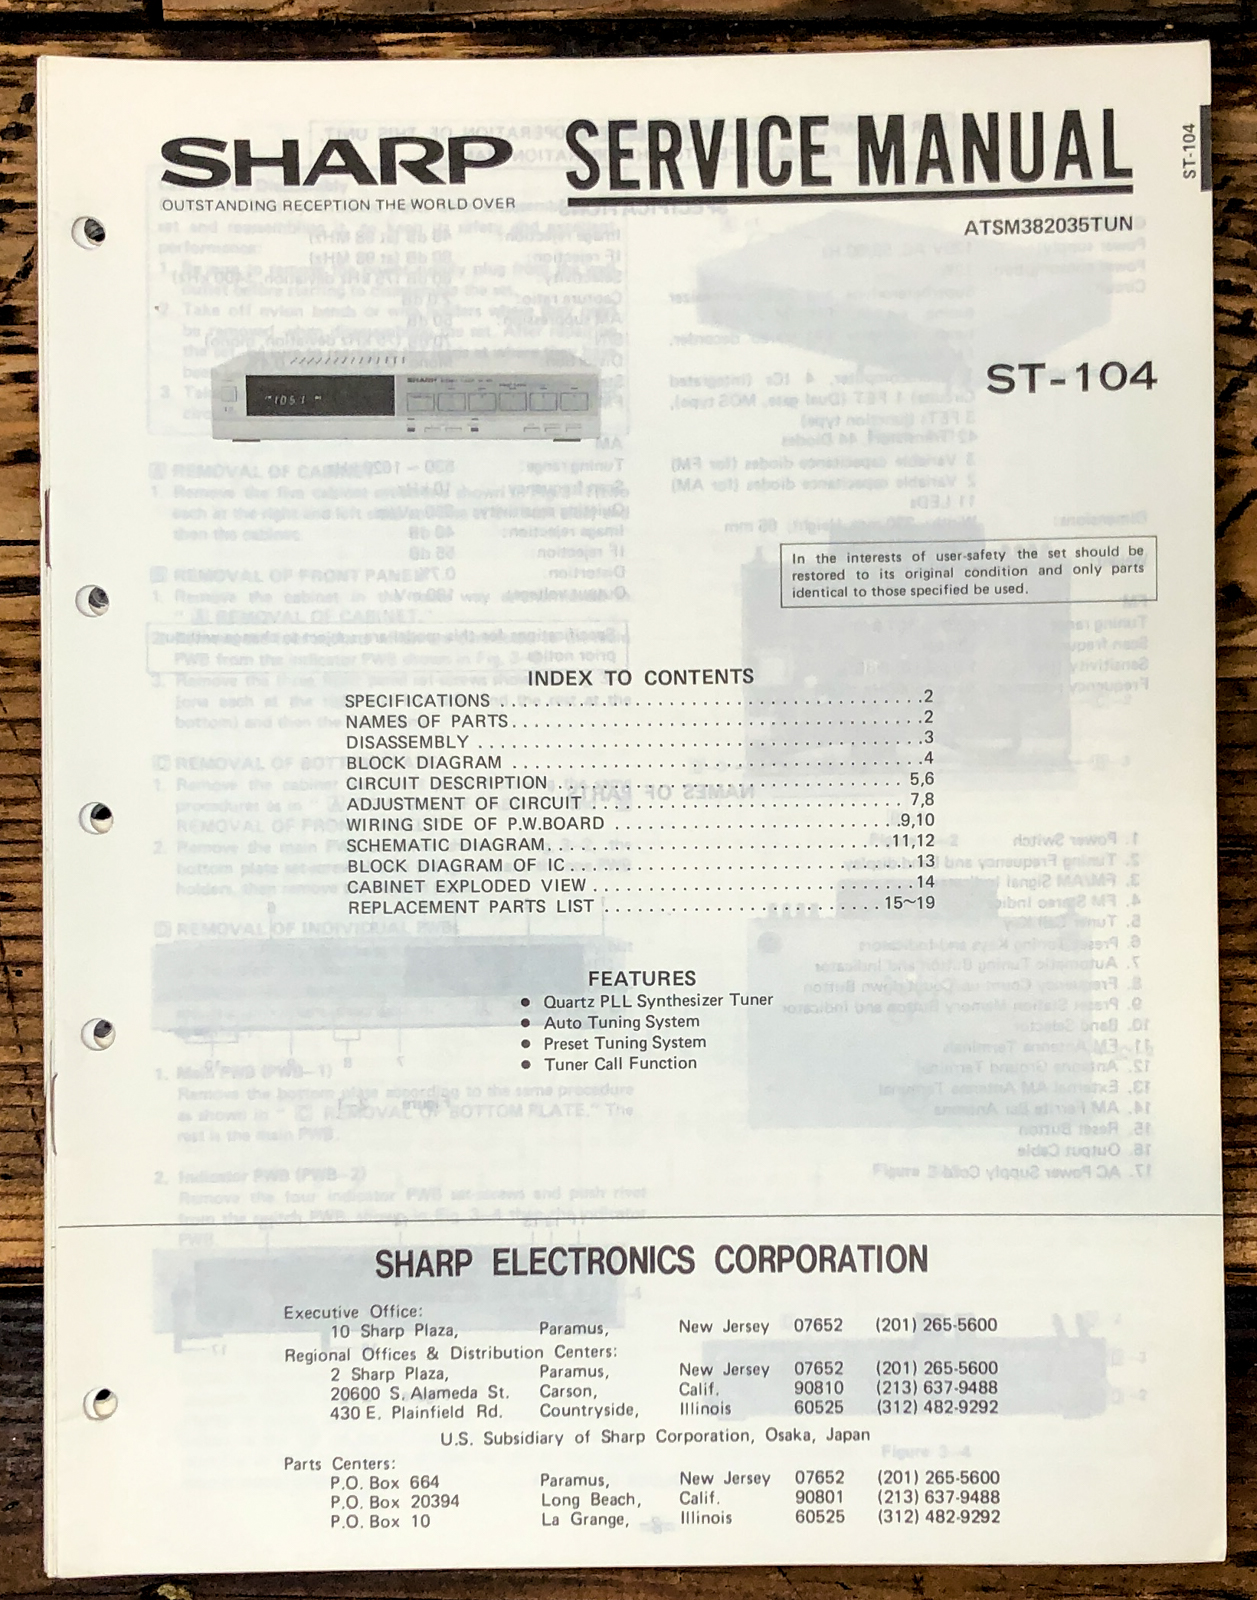 SHARP SERVICE MANUAL
OUTSTANDING RECEPTION THE WORLD OVER
ST-104
ATSM382035TUN
SHARP
1051
ST-104
In the interests of user-safety the set should be
restored to its original condition and only parts
identical to those specified be used.
INDEX TO CONTENTS
SPECIFICATIONS . . . . . . . . . . . . . . . . . . . . . . . . . . . . . . . . . . . . . . 2
NAMES OF PARTS . . . . . . . . . . . . . . . . . . . . . . . . . . . . . . . . . . . . . 2
DISASSEMBLY . . . . . . . . . . . . . . . . . . . . . . . . . . . . . . . . . . . . . . . . 3
BLOCK DIAGRAM . . . . . . . . . . . . . . . . . . . . . . . . . . . . . . . . . . . . . 4
CIRCUIT DESCRIPTION . . . . . . . . . . . . . . . . . . . . . . . . . . . . . . . 5,6
ADJUSTMENT OF CIRCUIT . . . . . . . . . . . . . . . . . . . . . . . . . . . . 7,8
WIRING SIDE OF P.W.BOARD . . . . . . . . . . . . . . . . . . . . . . . . . . 9,10
SCHEMATIC DIAGRAM . . . . . . . . . . . . . . . . . . . . . . . . . . . . . . . 11,12
BLOCK DIAGRAM OF IC . . . . . . . . . . . . . . . . . . . . . . . . . . . . . . . 13
CABINET EXPLODED VIEW . . . . . . . . . . . . . . . . . . . . . . . . . . . . . 14
REPLACEMENT PARTS LIST . . . . . . . . . . . . . . . . . . . . . . . . . 15~19
FEATURES
● Quartz PLL Synthesizer Tuner
● Auto Tuning System
● Preset Tuning System
● Tuner Call Function
SHARP ELECTRONICS CORPORATION
Executive Office:
10 Sharp Plaza, Paramus, New Jersey 07652 (201) 265-5600
Regional Offices & Distribution Centers:
2 Sharp Plaza, Paramus, New Jersey 07652 (201) 265-5600
20600 S. Alameda St. Carson, Calif. 90810 (213) 637-9488
430 E. Plainfield Rd. Countryside, Illinois 60525 (312) 482-9292
U.S. Subsidiary of Sharp Corporation, Osaka, Japan
Parts Centers:
P.O. Box 664 Paramus, New Jersey 07652 (201) 265-5600
P.O. Box 20394 Long Beach, Calif. 90801 (213) 637-9488
P.O. Box 10 La Grange, Illinois 60525 (312) 482-9292